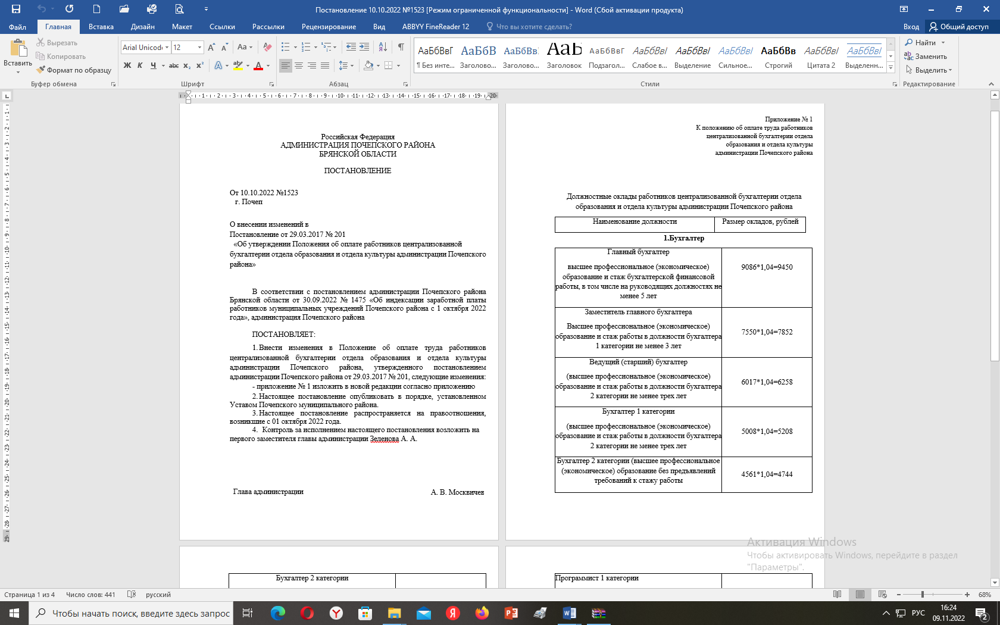 Постановление 10.10.2022 №1523 [Режим ограниченной функциональности] - Word (Сбой активации продукта)
Файл Главная Вставка Дизайн Макет Ссылки Рассылки Рецензирование Вид ABBYY FineReader 12 Что вы хотите сделать? Вход Общий доступ
Вставить
Вырезать
Копировать
Формат по образцу
Буфер обмена
Arial Unicode 12
Ж К Ч abc x₂ x²
Шрифт
Абзац
АаБбВвГ АаБбВ АаБбВв АаБ АаБбВвГ АаБбВвІ АаБбВвІ АаБбВвІ АаБбВв АаБбВвІ АаБбВвІ
¶ Без инте... Заголово... Заголово... Заголовок Подзагол... Слабое в... Выделение Сильное... Строгий Цитата 2 Выделенн...
Стили
Найти
Заменить
Выделить
Редактирование
Российская Федерация
АДМИНИСТРАЦИЯ ПОЧЕПСКОГО РАЙОНА
БРЯНСКОЙ ОБЛАСТИ
ПОСТАНОВЛЕНИЕ
От 10.10.2022 №1523
г. Почеп
О внесении изменений в
Постановление от 29.03.2017 № 201
«Об утверждении Положения об оплате работников централизованной
бухгалтерии отдела образования и отдела культуры администрации Почепского
района»
В соответствии с постановлением администрации Почепского района
Брянской области от 30.09.2022 № 1475 «Об индексации заработной платы
работников муниципальных учреждений Почепского района с 1 октября 2022
года», администрация Почепского района
ПОСТАНОВЛЯЕТ:
1. Внести изменения в Положение об оплате труда работников
централизованной бухгалтерии отдела образования и отдела культуры
администрации Почепского района, утвержденного постановлением
администрации Почепского района от 29.03.2017 № 201, следующие изменения:
- приложение № 1 изложить в новой редакции согласно приложению
2. Настоящее постановление опубликовать в порядке, установленном
Уставом Почепского муниципального района.
3. Настоящее постановление распространяется на правоотношения,
возникшие с 01 октября 2022 года.
4. Контроль за исполнением настоящего постановления возложить на
первого заместителя главы администрации Зеленова А. А.
Глава администрации А. В. Москвичев
Приложение № 1
К положению об оплате труда работников
централизованной бухгалтерии отдела
образования и отдела культуры
администрации Почепского района
Должностные оклады работников централизованной бухгалтерии отдела
образования и отдела культуры администрации Почепского района
Наименование должности Размер окладов, рублей
1.Бухгалтер
Главный бухгалтер
высшее профессиональное (экономическое)
образование и стаж бухгалтерской финансовой
работы, в том числе на руководящих должностях не
менее 5 лет
9086*1,04=9450
Заместитель главного бухгалтера
Высшее профессиональное (экономическое)
образование и стаж работы в должности бухгалтера
1 категории не менее 3 лет
7550*1,04=7852
Ведущий (старший) бухгалтер
(высшее профессиональное (экономическое)
образование и стаж работы в должности бухгалтера
2 категории не менее трех лет
6017*1,04=6258
Бухгалтер 1 категории
(высшее профессиональное (экономическое)
образование и стаж работы в должности бухгалтера
2 категории не менее трех лет
5008*1,04=5208
Бухгалтер 2 категории (высшее профессиональное
(экономическое) образование без предъявлений
требований к стажу работы
4561*1,04=4744
Бухгалтер 2 категории
Программист 1 категории
Активация Windows
Чтобы активировать Windows, перейдите в раздел
"Параметры".
Страница 1 из 4 Число слов: 441 русский 68%
Чтобы начать поиск, введите здесь запрос
РУС
16:24
09.11.2022
2